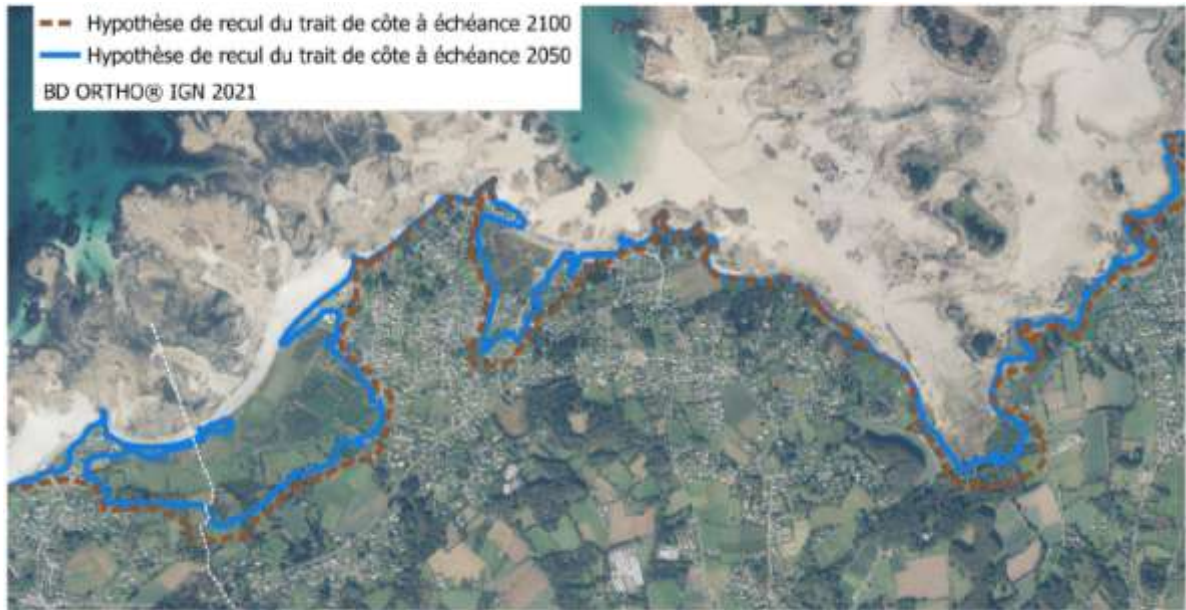 Hypothèse de recul du trait de côte à échéance 2100
Hypothèse de recul du trait de côte à échéance 2050
BD ORTHO® IGN 2021